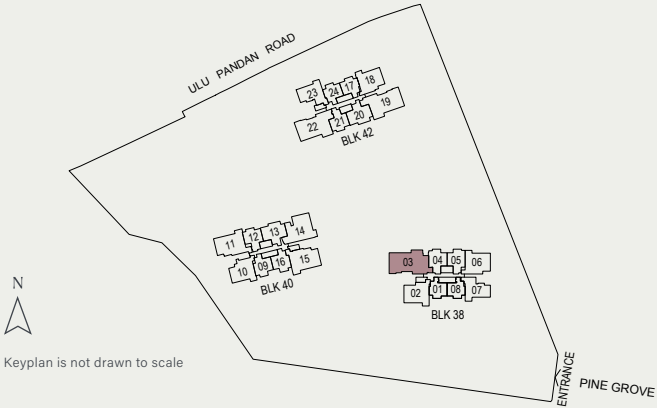 ULU PANDAN ROAD
23 24 17 18
22 21 20 19
BLK 42
11 12 13 14
10 09 16 15
BLK 40
03 04 05 06
02 01 08 07
BLK 38
N
Keyplan is not drawn to scale
ENTRANCE
PINE GROVE